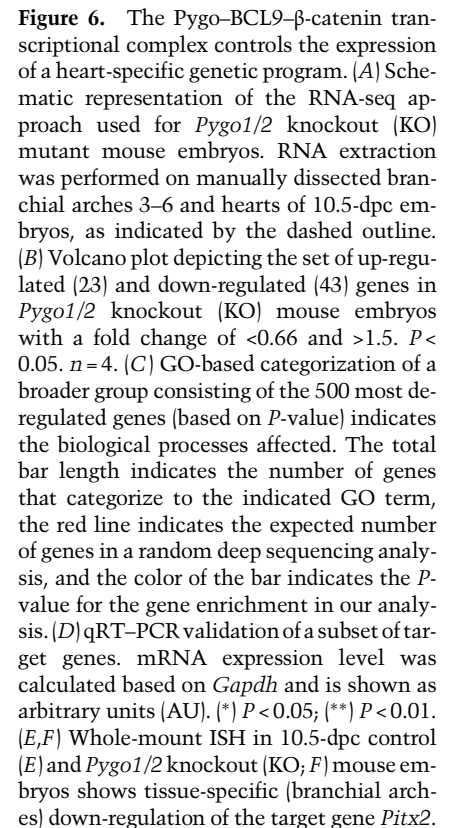 Figure 6. The Pygo–BCL9–β-catenin tran-
scriptional complex controls the expression
of a heart-specific genetic program. (A) Sche-
matic representation of the RNA-seq ap-
proach used for Pygo1/2 knockout (KO)
mutant mouse embryos. RNA extraction
was performed on manually dissected bran-
chial arches 3–6 and hearts of 10.5-dpc em-
bryos, as indicated by the dashed outline.
(B) Volcano plot depicting the set of up-regu-
lated (23) and down-regulated (43) genes in
Pygo1/2 knockout (KO) mouse embryos
with a fold change of <0.66 and >1.5. P <
0.05. n = 4. (C) GO-based categorization of a
broader group consisting of the 500 most de-
regulated genes (based on P-value) indicates
the biological processes affected. The total
bar length indicates the number of genes
that categorize to the indicated GO term,
the red line indicates the expected number
of genes in a random deep sequencing analy-
sis, and the color of the bar indicates the P-
value for the gene enrichment in our analy-
sis. (D) qRT–PCR validation of a subset of tar-
get genes. mRNA expression level was
calculated based on Gapdh and is shown as
arbitrary units (AU). (*) P < 0.05; (**) P < 0.01.
(E,F) Whole-mount ISH in 10.5-dpc control
(E) and Pygo1/2 knockout (KO; F) mouse em-
bryos shows tissue-specific (branchial arch-
es) down-regulation of the target gene Pitx2.